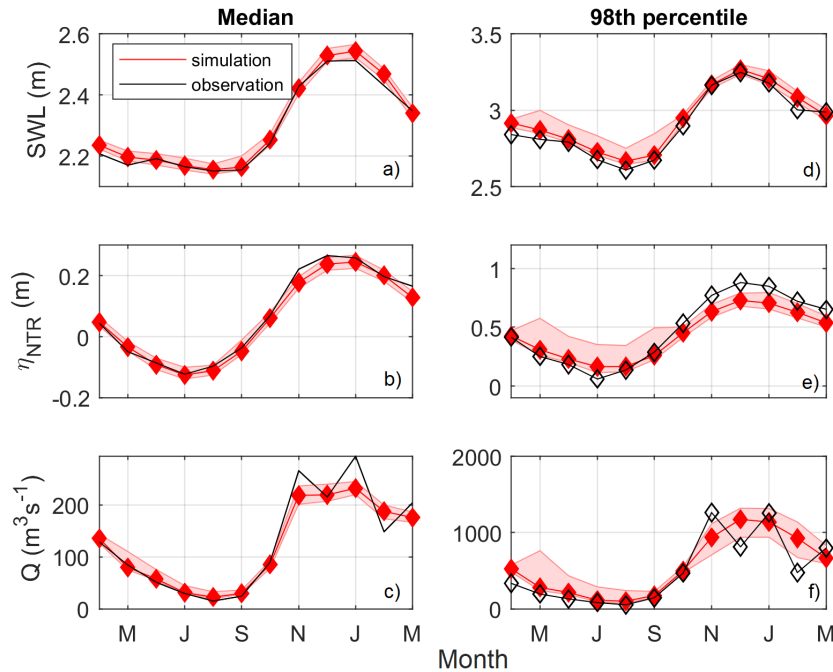 Median
98th percentile
SWL (m)
2.6
2.4
2.2
simulation
observation
a)
3.5
3
2.5
d)
η_NTR (m)
0.2
0
-0.2
b)
1
0.5
0
e)
Q (m³s⁻¹)
200
100
0
c)
2000
1000
0
f)
M J S N J M
M J S N J M
Month